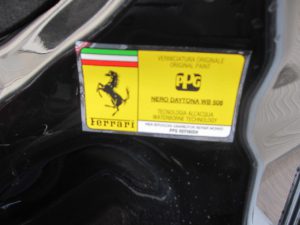 VERNICIATURA ORIGINALE
ORIGINAL PAINT
PPG
NERO DAYTONA WB 508
TECNOLOGIA ALL'ACQUA
WATERBORNE TECHNOLOGY
Ferrari